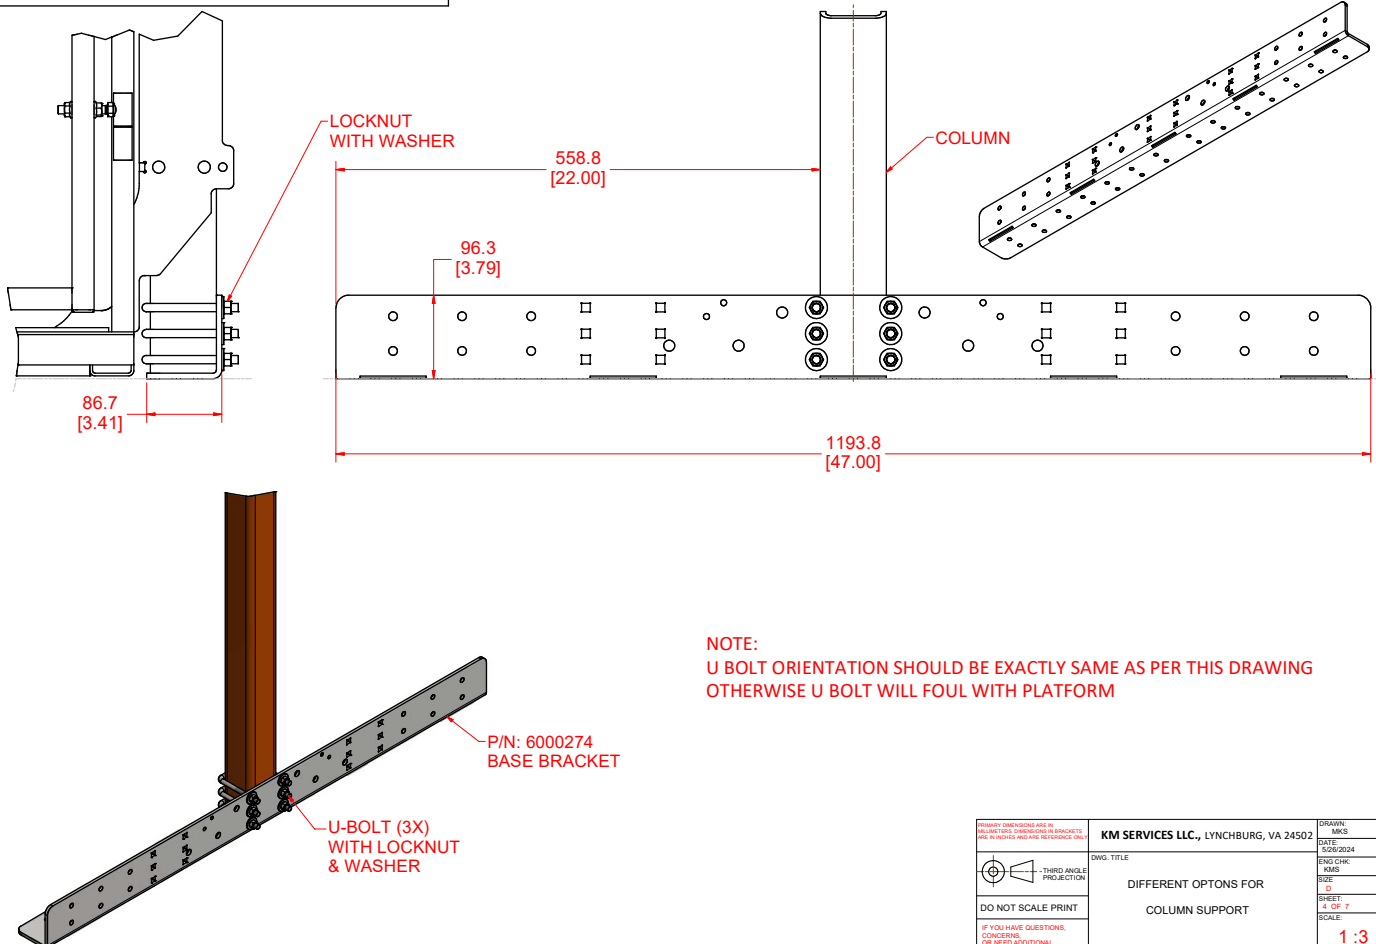 LOCKNUT
WITH WASHER
558.8
[22.00]
COLUMN
96.3
[3.79]
86.7
[3.41]
1193.8
[47.00]
NOTE:
U BOLT ORIENTATION SHOULD BE EXACTLY SAME AS PER THIS DRAWING
OTHERWISE U BOLT WILL FOUL WITH PLATFORM
P/N: 6000274
BASE BRACKET
U-BOLT (3X)
WITH LOCKNUT
& WASHER
PRIMARY DIMENSIONS ARE IN
MILLIMETERS. DIMENSIONS IN BRACKETS
ARE IN INCHES AND ARE REFERENCE ONLY
KM SERVICES LLC., LYNCHBURG, VA 24502
DRAWN:
MKS
DATE:
5/26/2024
ENG CHK:
KMS
SIZE
D
SHEET:
4 OF 7
SCALE:
1 :3
THIRD ANGLE
PROJECTION
DWG. TITLE
DIFFERENT OPTONS FOR
COLUMN SUPPORT
DO NOT SCALE PRINT
IF YOU HAVE QUESTIONS,
CONCERNS,
OR NEED ADDITIONAL